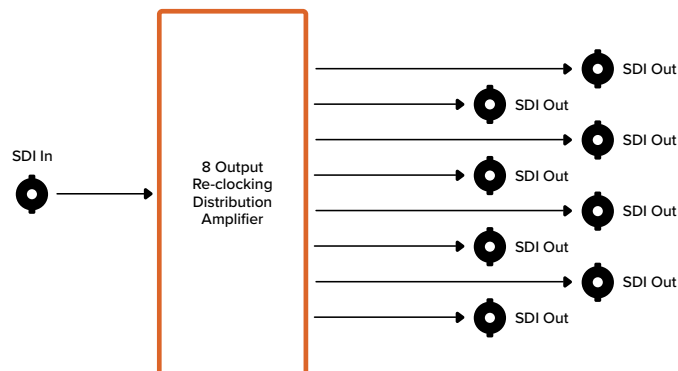 SDI In
8 Output
Re-clocking
Distribution
Amplifier
SDI Out
SDI Out
SDI Out
SDI Out
SDI Out
SDI Out
SDI Out
SDI Out